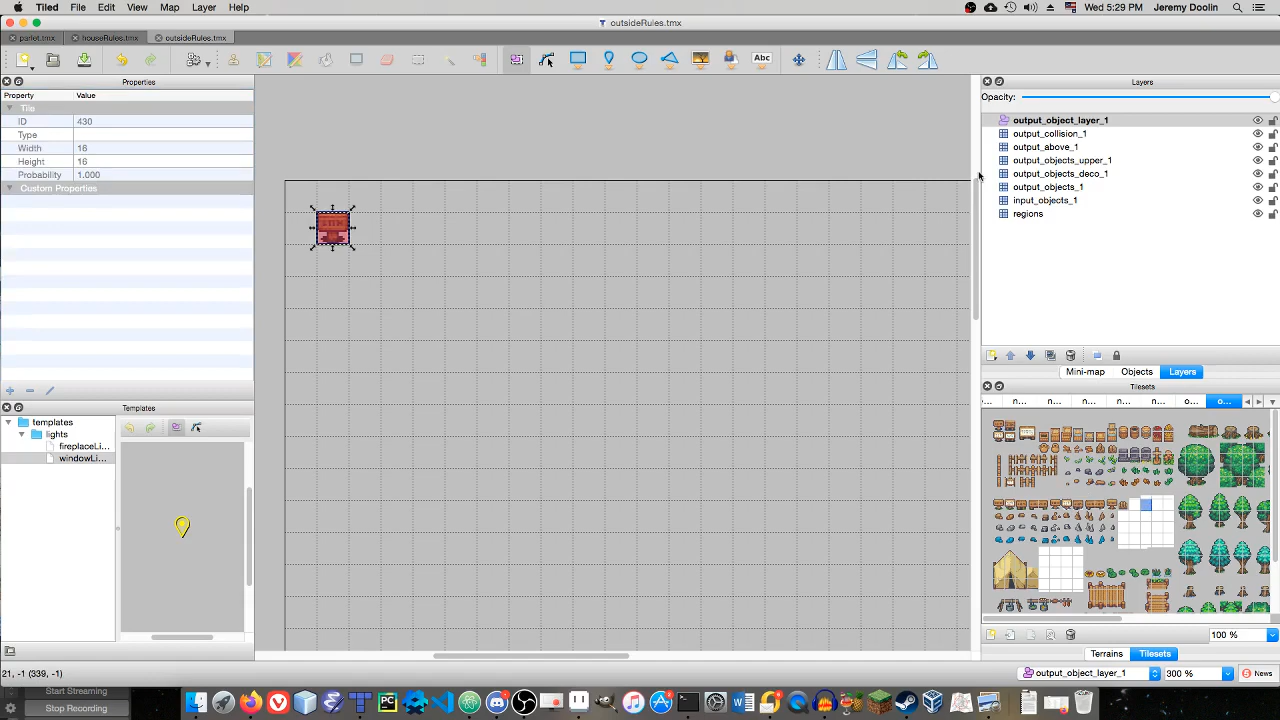 Tiled File Edit View Map Layer Help Wed 5:29 PM Jeremy Doolin
outsideRules.tmx
parlet.tmx houseRules.tmx outsideRules.tmx
Abc
Properties
Property Value
Tile
ID 430
Type
Width 16
Height 16
Probability 1.000
Custom Properties
Templates
templates
lights
fireplaceLi...
windowLi...
Layers
Opacity:
output_object_layer_1
output_collision_1
output_above_1
output_objects_upper_1
output_objects_deco_1
output_objects_1
input_objects_1
regions
Mini-map Objects Layers
Tilesets
... n... n... n... n... n... o... o...
100 %
Terrains Tilesets
21, -1 (339, -1)
output_object_layer_1 300 % News
Start Streaming
Stop Recording